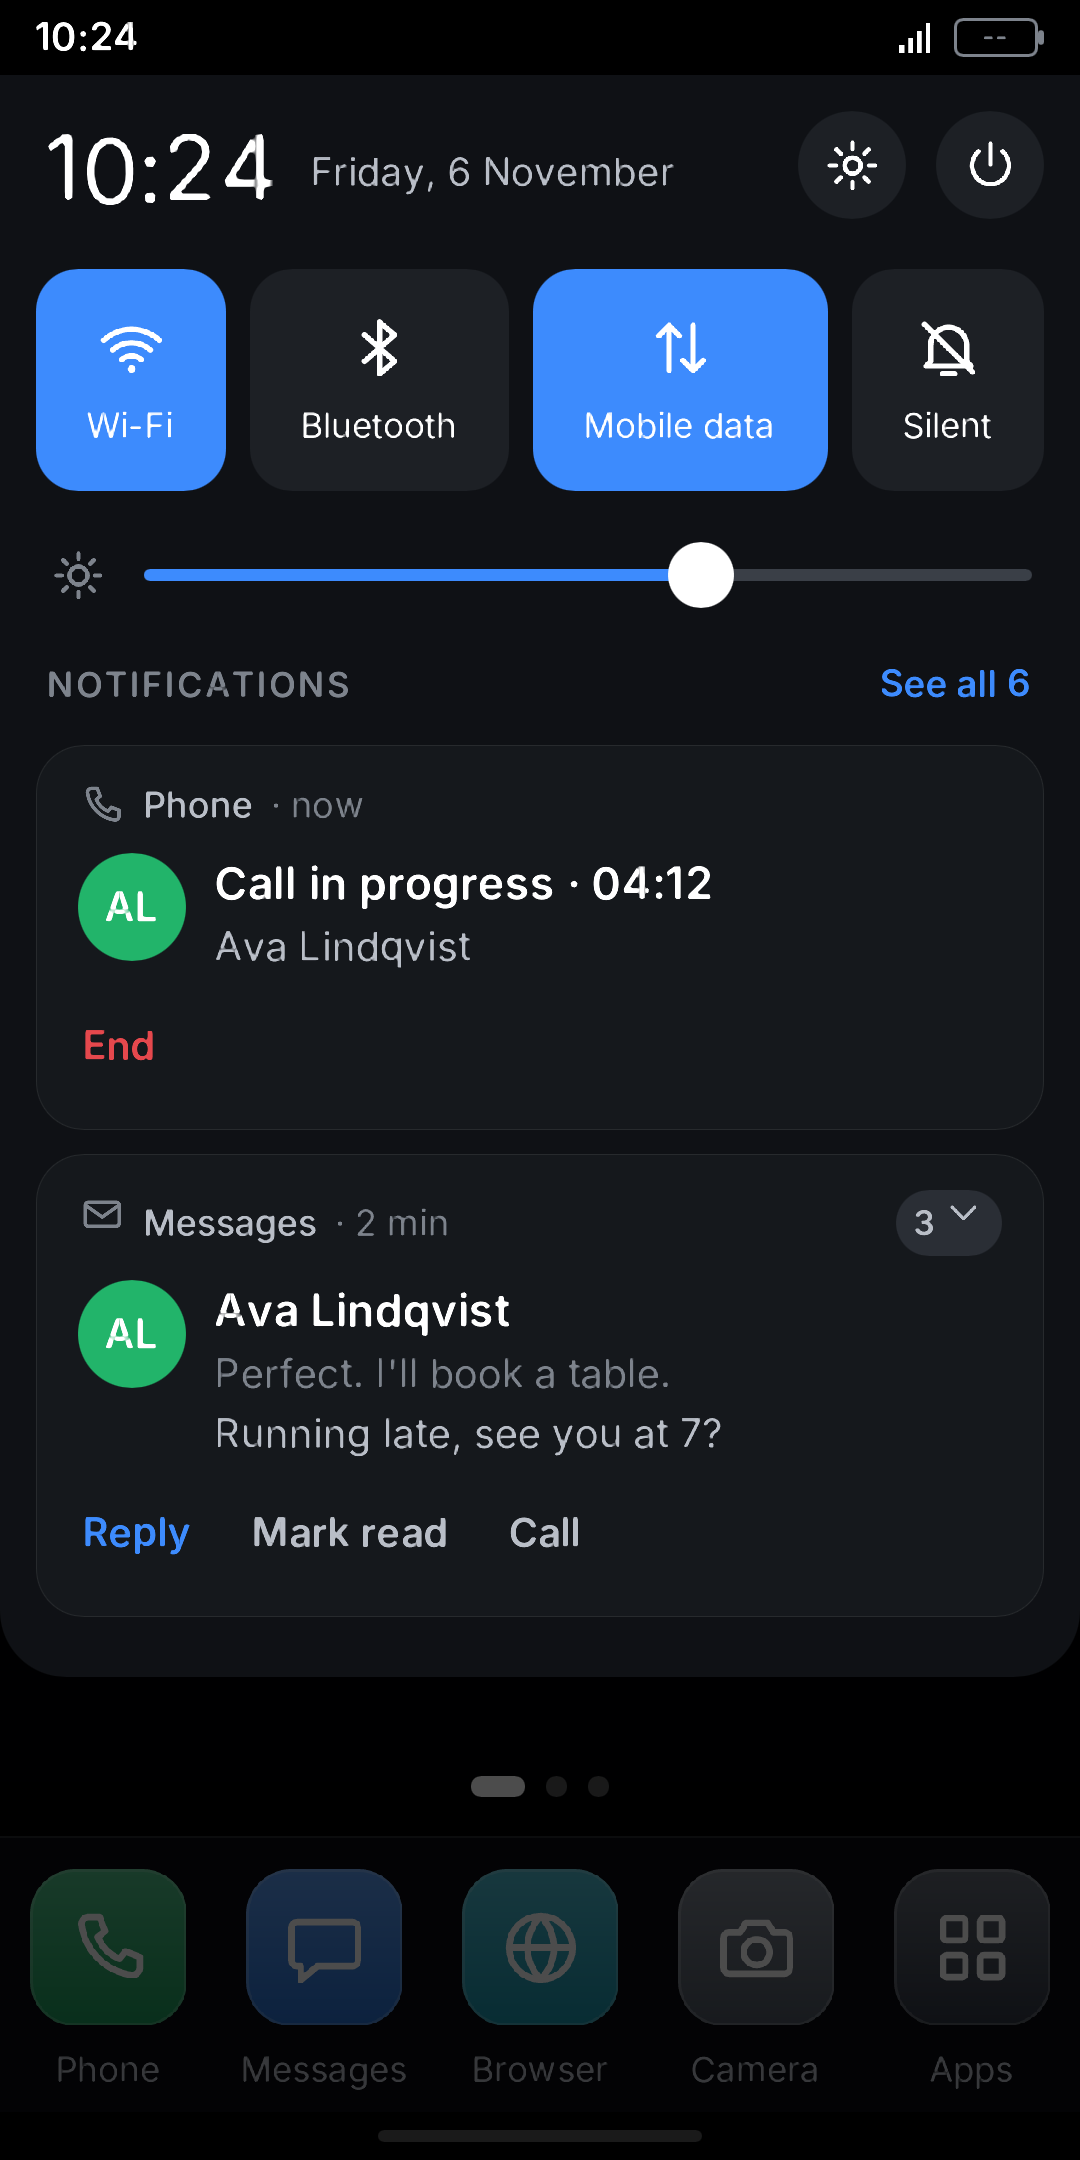 10:24
--
10:24 Friday, 6 November
Wi-Fi Bluetooth Mobile data Silent
NOTIFICATIONS See all 6
Phone · now
AL Call in progress · 04:12
Ava Lindqvist
End
Messages · 2 min 3
AL Ava Lindqvist
Perfect. I'll book a table.
Running late, see you at 7?
Reply Mark read Call
Phone Messages Browser Camera Apps